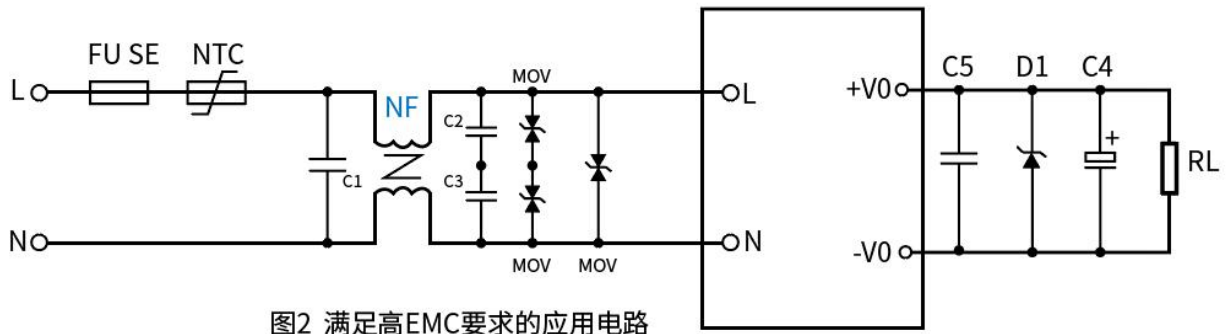 FU SE NTC
L
NF
C1
C2
C3
MOV
MOV
MOV
N
L
N
+V0
-V0
C5 D1 C4
+
RL
图2 满足高EMC要求的应用电路